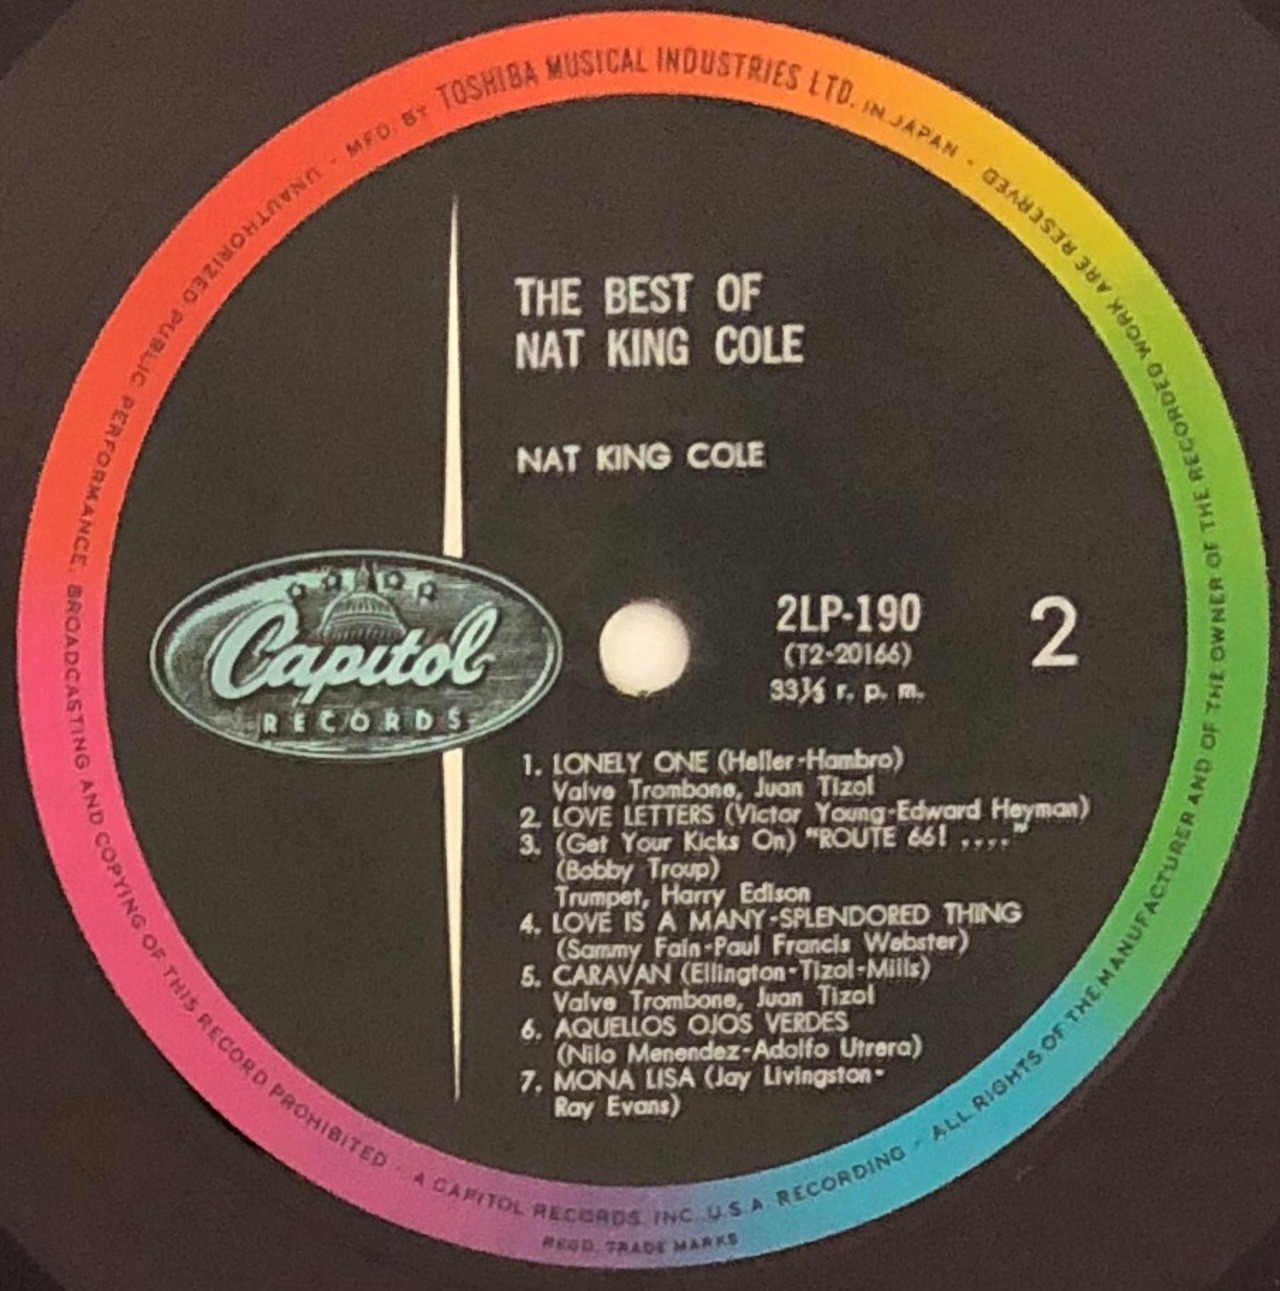 MFD. BY TOSHIBA MUSICAL INDUSTRIES LTD. IN JAPAN · ALL RIGHTS OF THE MANUFACTURER AND OF THE OWNER OF THE RECORDED WORK ARE RESERVED
UNAUTHORIZED PUBLIC PERFORMANCE, BROADCASTING AND COPYING OF THIS RECORD PROHIBITED · A CAPITOL RECORDS, INC., U.S.A. RECORDING
REGD. TRADE MARKS
THE BEST OF
NAT KING COLE
NAT KING COLE
Capitol
RECORDS
2LP-190
(T2-20166)
33⅓ r. p. m.
2
1. LONELY ONE (Heller-Hambro)
Valve Trombone, Juan Tizol
2. LOVE LETTERS (Victor Young-Edward Heyman)
3. (Get Your Kicks On) "ROUTE 66! ...."
(Bobby Troup)
Trumpet, Harry Edison
4. LOVE IS A MANY-SPLENDORED THING
(Sammy Fain-Paul Francis Webster)
5. CARAVAN (Ellington-Tizol-Mills)
Valve Trombone, Juan Tizol
6. AQUELLOS OJOS VERDES
(Nilo Menendez-Adolfo Utrera)
7. MONA LISA (Jay Livingston-
Ray Evans)